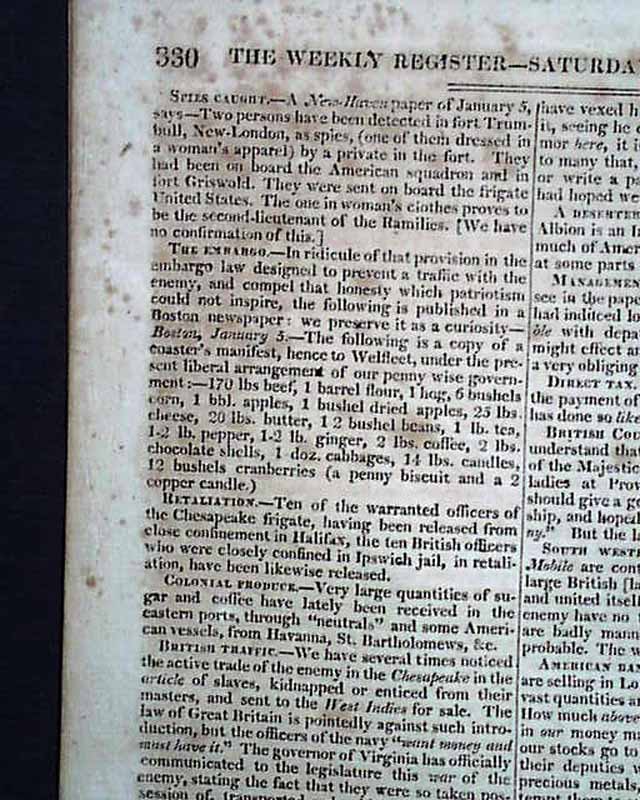 330 THE WEEKLY REGISTER—SATURDA
SPIES CAUGHT.—A New-Haven paper of January 5,
says—Two persons have been detected in fort Trum-
bull, New-London, as spies, (one of them dressed in
a woman's apparel) by a private in the fort. They
had been on board the American squadron and in
fort Griswold. They were sent on board the frigate
United States. The one in woman's clothes proves to
be the second-lieutenant of the Ramilies. [We have
no confirmation of this.]
THE EMBARGO.—In ridicule of that provision in the
embargo law designed to prevent a traffic with the
enemy, and compel that honesty which patriotism
could not inspire, the following is published in a
Boston newspaper: we preserve it as a curiosity—
Boston, January 5.—The following is a copy of a
coaster's manifest, hence to Welfleet, under the pre-
sent liberal arrangement of our penny wise govern-
ment:—170 lbs beef, 1 barrel flour, 1 hog, 6 bushels
corn, 1 bbl. apples, 1 bushel dried apples, 25 lbs.
cheese, 20 lbs. butter, 1 2 bushel beans, 1 lb. tea,
1-2 lb. pepper, 1-2 lb. ginger, 2 lbs. coffee, 2 lbs.
chocolate shells, 1 doz. cabbages, 14 lbs. candles,
12 bushels cranberries (a penny biscuit and a 2
copper candle.)
RETALIATION.—Ten of the warranted officers of
the Chesapeake frigate, having been released from
close confinement in Halifax, the ten British officers
who were closely confined in Ipswich jail, in retali-
ation, have been likewise released.
COLONIAL PRODUCE.—Very large quantities of su-
gar and coffee have lately been received in the
eastern ports, through "neutrals" and some Ameri-
can vessels, from Havanna, St. Bartholomews, &c.
BRITISH TRAFFIC.—We have several times noticed
the active trade of the enemy in the Chesapeake in the
article of slaves, kidnapped or enticed from their
masters, and sent to the West Indies for sale. The
law of Great Britain is pointedly against such intro-
duction, but the officers of the navy "want money and
must have it." The governor of Virginia has officially
communicated to the legislature this war of the
enemy, stating the fact that they were so taken pos-
session of, transported
have vexed h
it, seeing he
mor here, it i
to many that,
or write a pa
had hoped we
A DESERTER
Albion is an I
much of Amer
at some parts
MANAGEMEN
see in the pape
had induced lo
ble with depa
might effect an
a very obliging
DIRECT TAX.
the payment of
has done so like
BRITISH COU
understand that
of the Majestic
ladies at Prov
should give a go
ship, and hoped
ny." But the l
SOUTH WEST
Mobile are cont
large British [la
and united itself
enemy have no
are badly mann
probable. The w
AMERICAN BAN
are selling in Lo
vast quantities a
How much above
in our money ma
our stocks go to
their deputies
precious metals